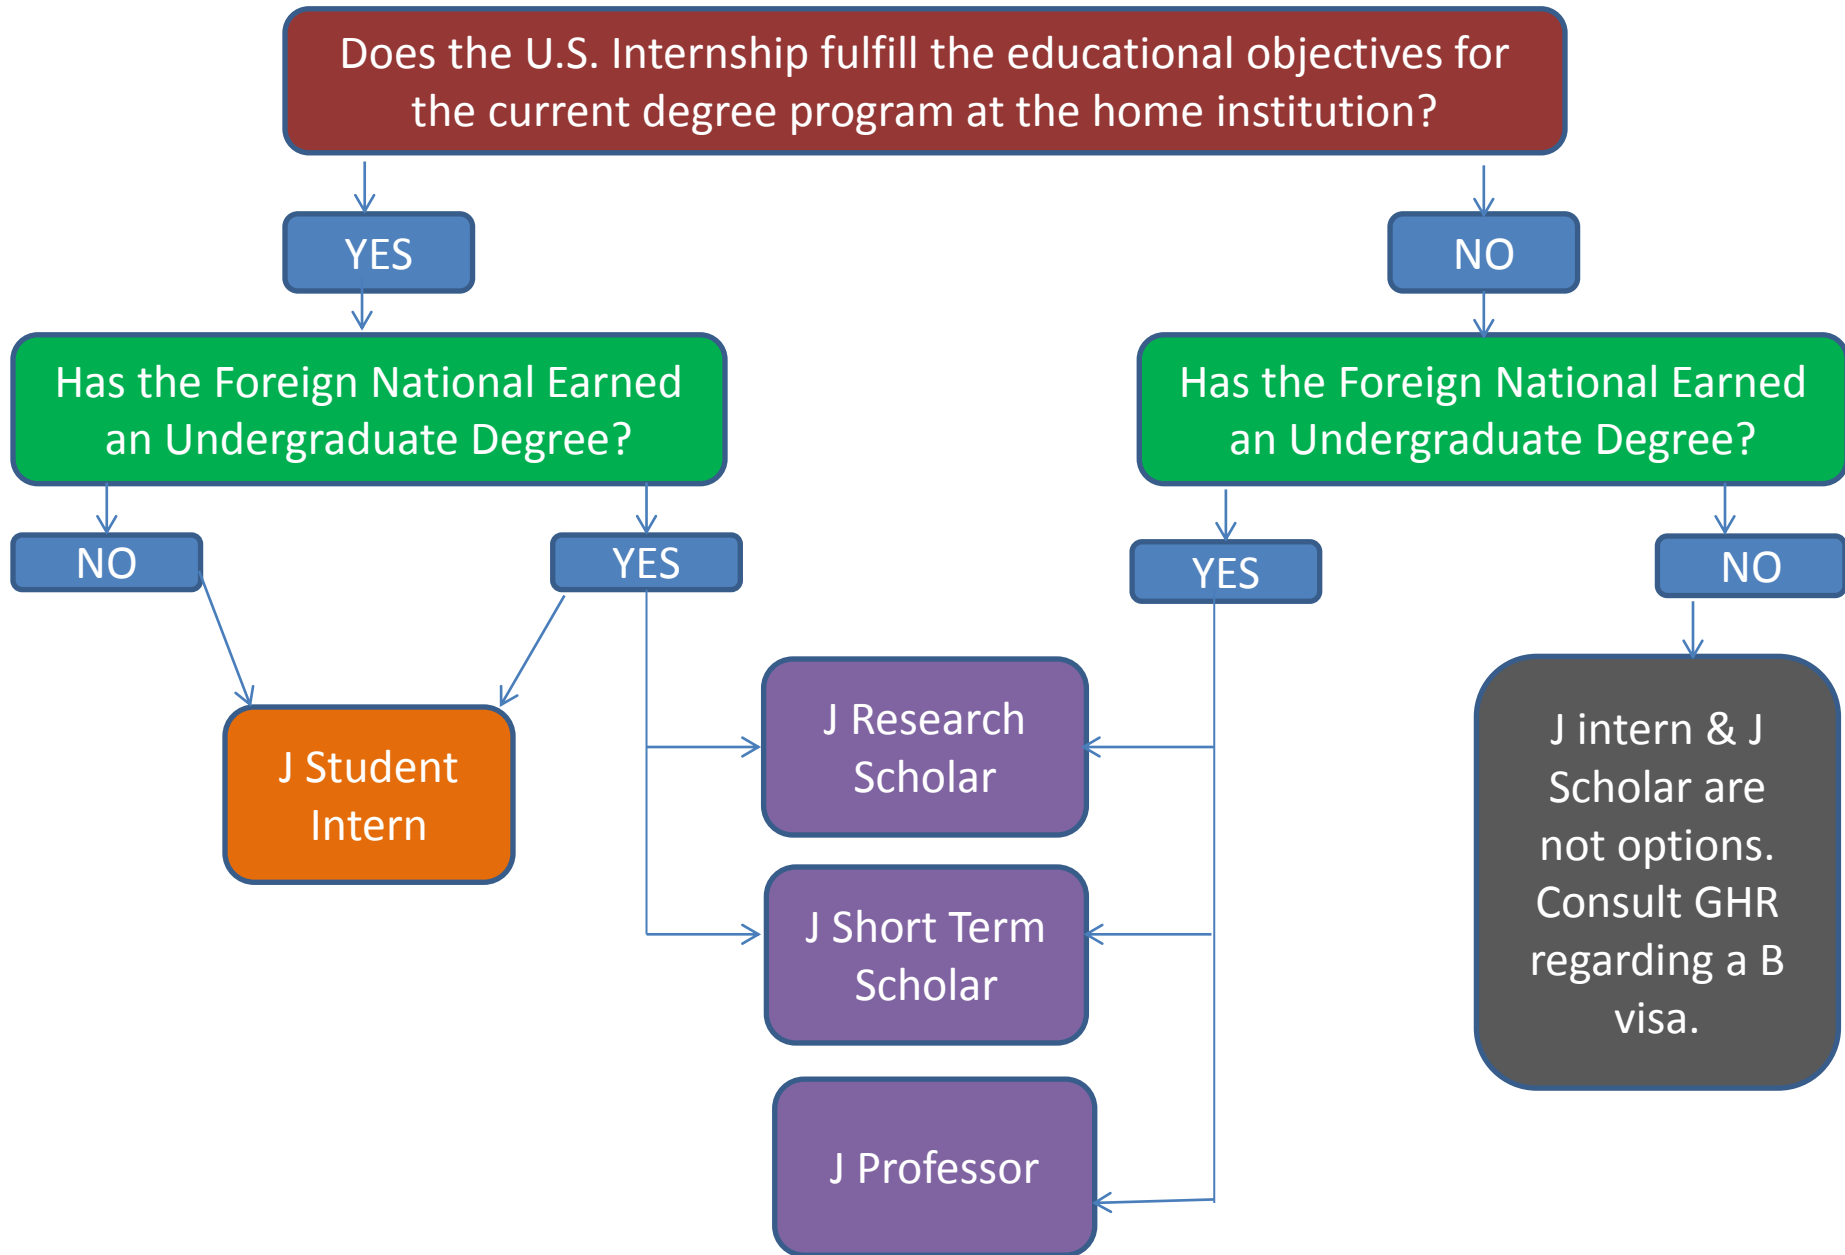 Does the U.S. Internship fulfill the educational objectives for
the current degree program at the home institution?
YES
NO
Has the Foreign National Earned
an Undergraduate Degree?
Has the Foreign National Earned
an Undergraduate Degree?
NO
YES
YES
NO
J Student
Intern
J Research
Scholar
J Short Term
Scholar
J Professor
J intern & J
Scholar are
not options.
Consult GHR
regarding a B
visa.